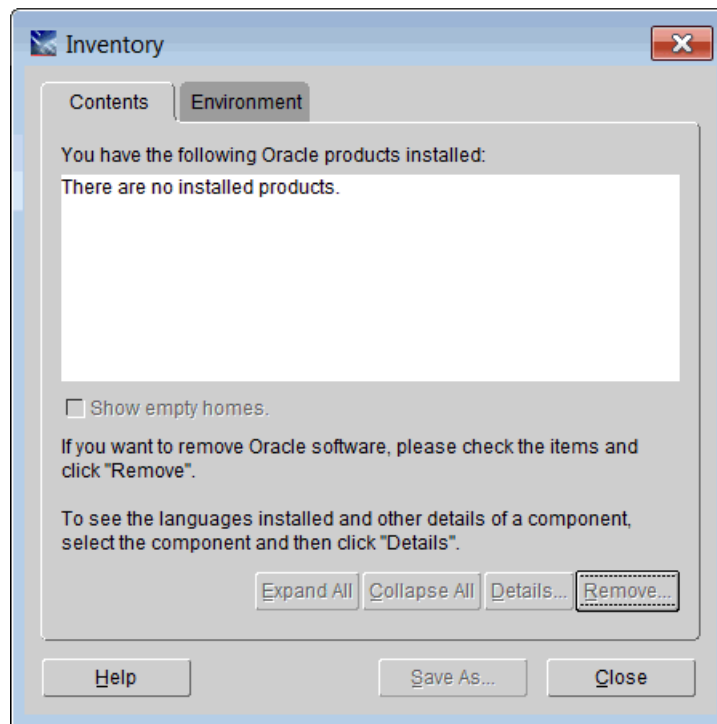 Inventory
Contents
Environment
You have the following Oracle products installed:
There are no installed products.
Show empty homes.
If you want to remove Oracle software, please check the items and
click "Remove".
To see the languages installed and other details of a component,
select the component and then click "Details".
Expand All
Collapse All
Details...
Remove...
Help
Save As...
Close